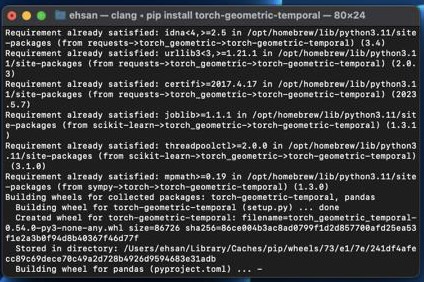 ehsan — clang • pip install torch-geometric-temporal — 80×24
Requirement already satisfied: idna<4,>=2.5 in /opt/homebrew/lib/python3.11/site
-packages (from requests->torch_geometric->torch-geometric-temporal) (3.4)
Requirement already satisfied: urllib3<3,>=1.21.1 in /opt/homebrew/lib/python3.1
1/site-packages (from requests->torch_geometric->torch-geometric-temporal) (2.0.
3)
Requirement already satisfied: certifi>=2017.4.17 in /opt/homebrew/lib/python3.1
1/site-packages (from requests->torch_geometric->torch-geometric-temporal) (2023
.5.7)
Requirement already satisfied: joblib>=1.1.1 in /opt/homebrew/lib/python3.11/sit
e-packages (from scikit-learn->torch_geometric->torch-geometric-temporal) (1.3.1
)
Requirement already satisfied: threadpoolctl>=2.0.0 in /opt/homebrew/lib/python3
.11/site-packages (from scikit-learn->torch_geometric->torch-geometric-temporal)
(3.1.0)
Requirement already satisfied: mpmath>=0.19 in /opt/homebrew/lib/python3.11/site
-packages (from sympy->torch->torch-geometric-temporal) (1.3.0)
Building wheels for collected packages: torch-geometric-temporal, pandas
Building wheel for torch-geometric-temporal (setup.py) ... done
Created wheel for torch-geometric-temporal: filename=torch_geometric_temporal-
0.54.0-py3-none-any.whl size=86726 sha256=86ce004b3ac8ad0799f1d2d857700afd25ea53
f1e2a3b0f94d8b40367f46d77f
Stored in directory: /Users/ehsan/Library/Caches/pip/wheels/73/e1/7e/241df4afe
cc89c69dece70c49a2d728b4926d9594683e31adb
Building wheel for pandas (pyproject.toml) ... -